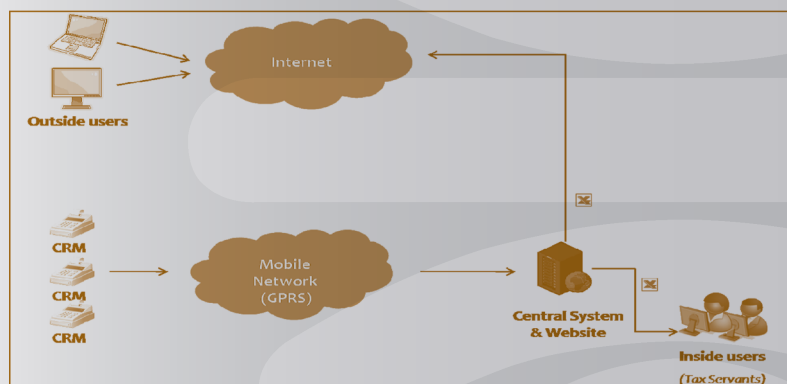 Internet
Outside users
CRM
CRM
CRM
Mobile
Network
(GPRS)
Central System
& Website
Inside users
(Tax Servants)